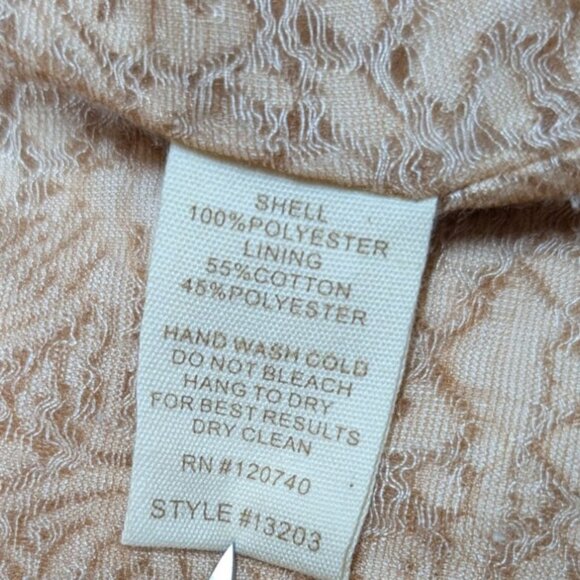 SHELL
100%POLYESTER
LINING
55%COTTON
45%POLYESTER
HAND WASH COLD
DO NOT BLEACH
HANG TO DRY
FOR BEST RESULTS
DRY CLEAN
RN #120740
STYLE #13203